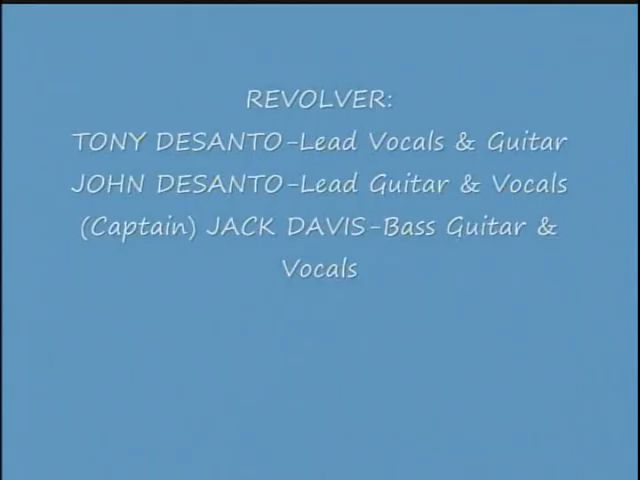 REVOLVER:
TONY DESANTO-Lead Vocals & Guitar
JOHN DESANTO-Lead Guitar & Vocals
(Captain) JACK DAVIS-Bass Guitar &
Vocals